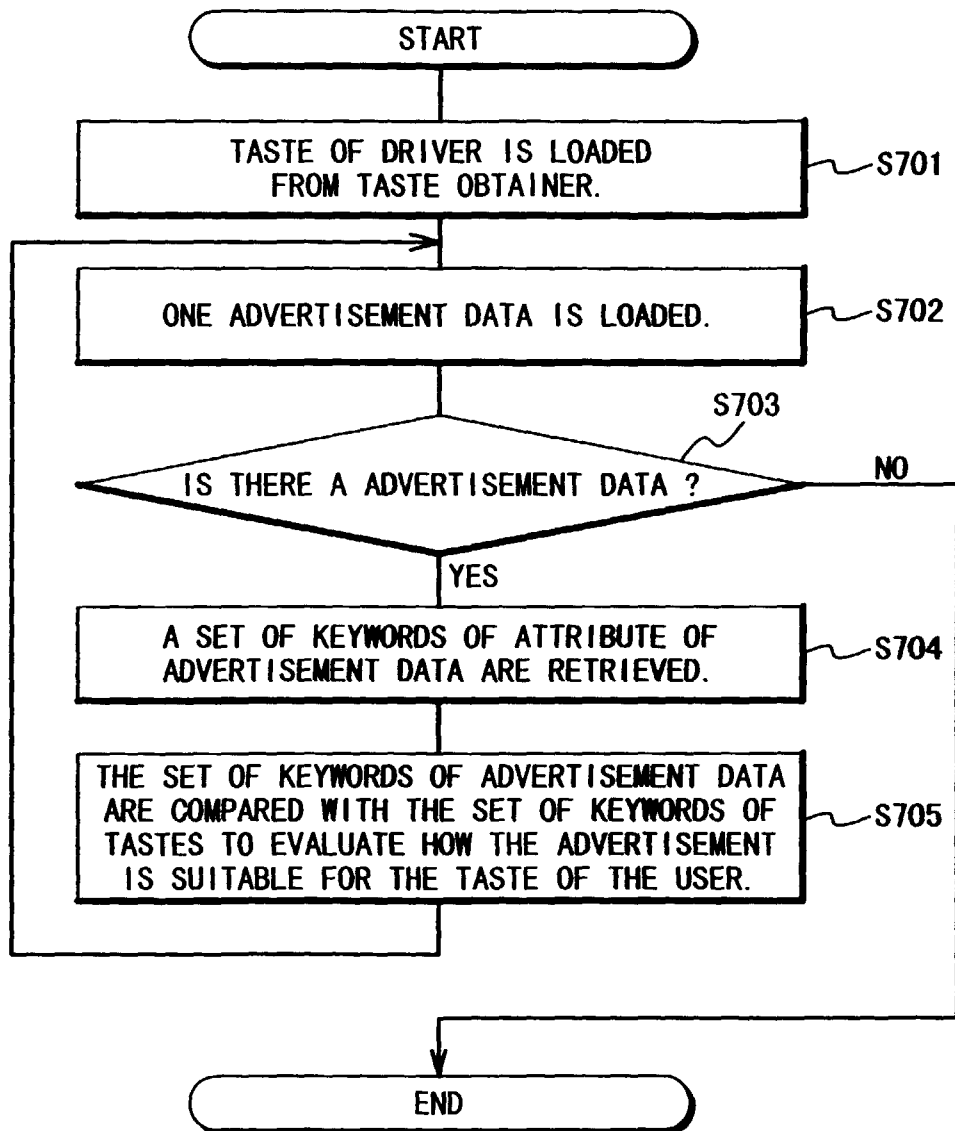 START
TASTE OF DRIVER IS LOADED
FROM TASTE OBTAINER.
S701
ONE ADVERTISEMENT DATA IS LOADED.
S702
S703
IS THERE A ADVERTISEMENT DATA ?
NO
YES
A SET OF KEYWORDS OF ATTRIBUTE OF
ADVERTISEMENT DATA ARE RETRIEVED.
S704
THE SET OF KEYWORDS OF ADVERTISEMENT DATA
ARE COMPARED WITH THE SET OF KEYWORDS OF
TASTES TO EVALUATE HOW THE ADVERTISEMENT
IS SUITABLE FOR THE TASTE OF THE USER.
S705
END